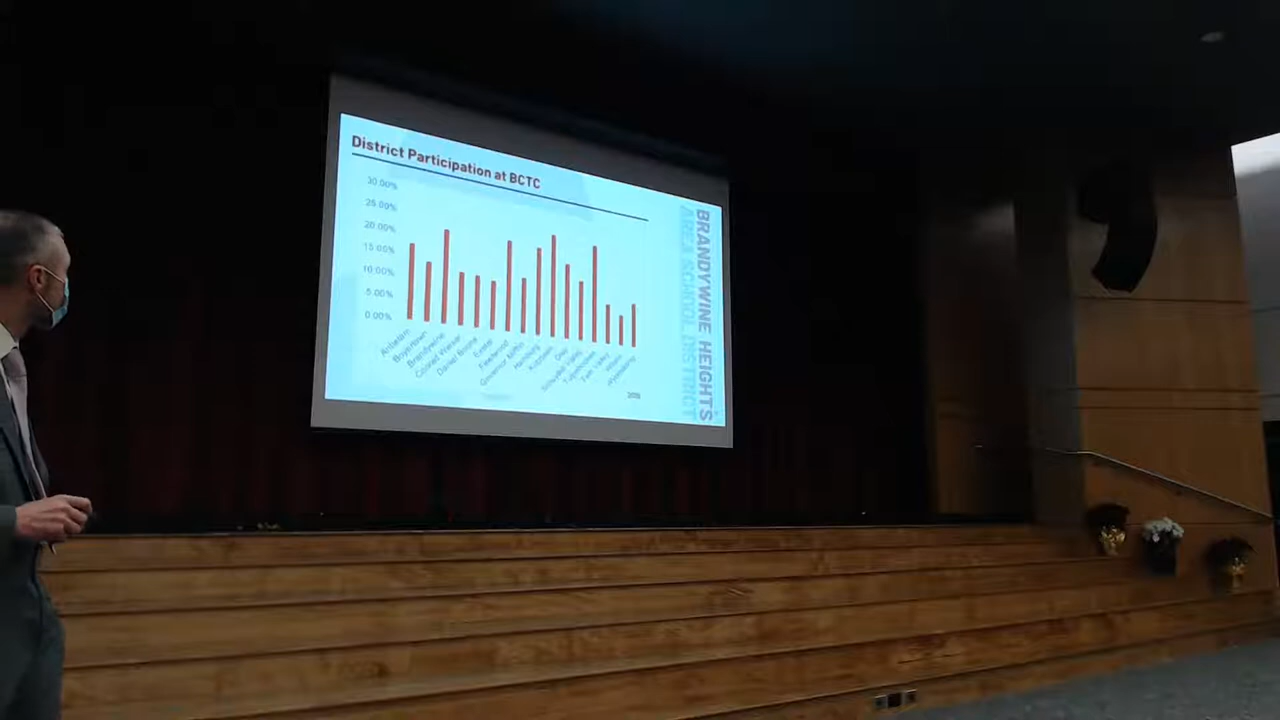 District Participation at BCTC
30.00%
25.00%
20.00%
15.00%
10.00%
5.00%
0.00%
Antietam
Boyertown
Brandywine
Conrad Weiser
Daniel Boone
Exeter
Fleetwood
Governor Mifflin
Hamburg
Kutztown
Oley
Schuylkill Valley
Tulpehocken
Twin Valley
Wilson
Wyomissing
BRANDYWINE HEIGHTS
AREA SCHOOL DISTRICT